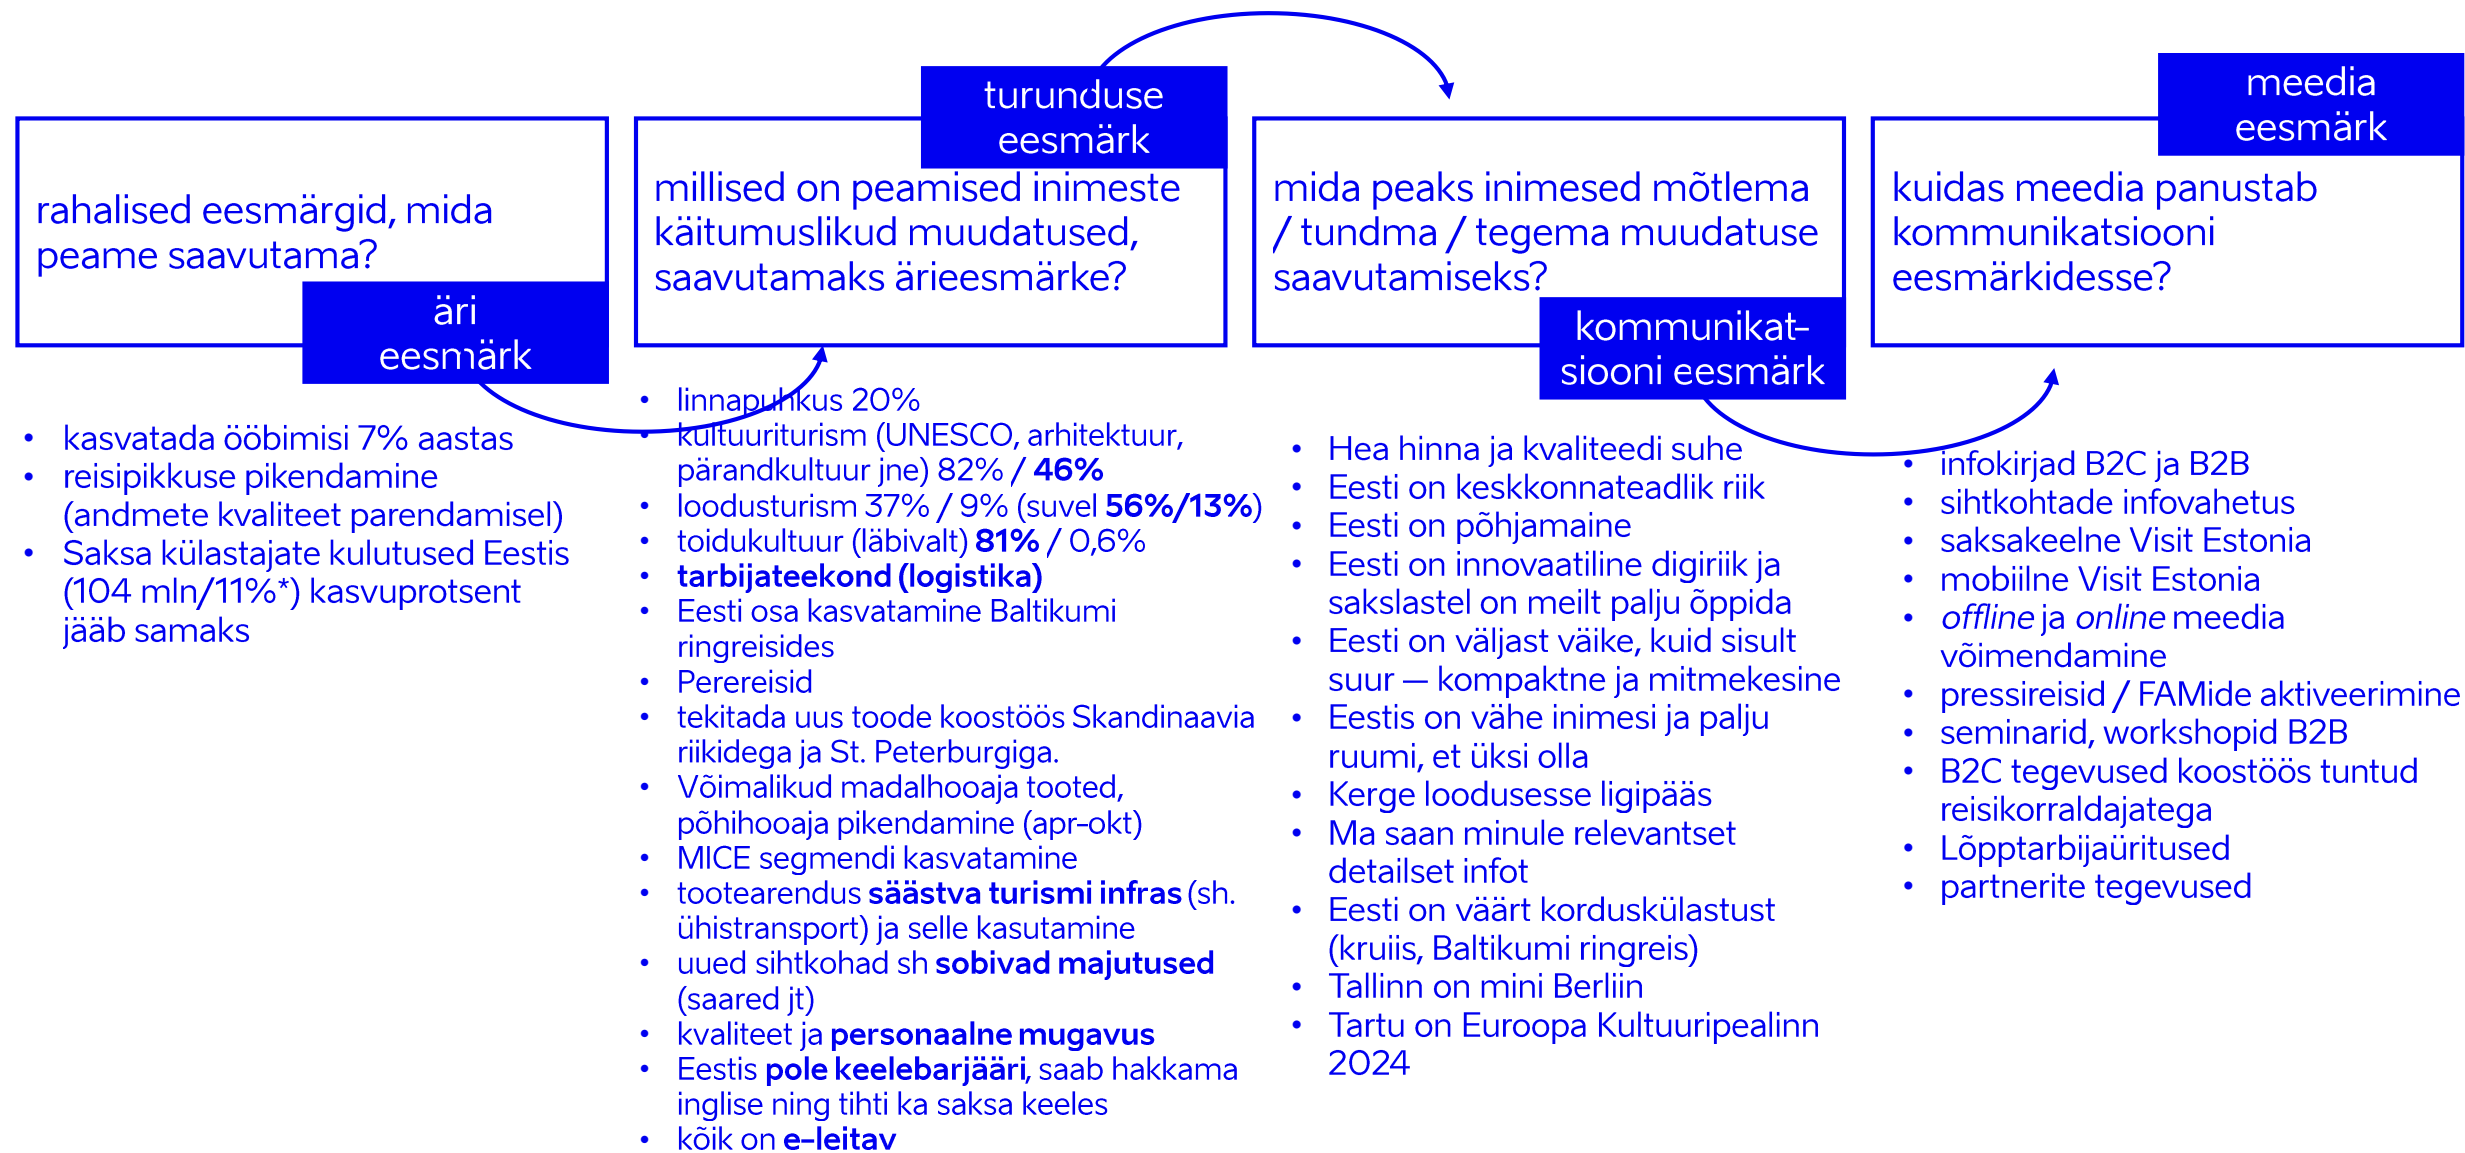 rahalised eesmärgid, mida
peame saavutama?
äri
eesmärk
• kasvatada ööbimisi 7% aastas
• reisipikkuse pikendamine
(andmete kvaliteet parendamisel)
• Saksa külastajate kulutused Eestis
(104 mln/11%*) kasvuprotsent
jääb samaks
turunduse
eesmärk
millised on peamised inimeste
käitumuslikud muudatused,
saavutamaks ärieesmärke?
• linnapuhkus 20%
• kultuuriturism (UNESCO, arhitektuur,
pärandkultuur jne) 82% / 46%
• loodusturism 37% / 9% (suvel 56%/13%)
• toidukultuur (läbivalt) 81% / 0,6%
• tarbijateekond (logistika)
• Eesti osa kasvatamine Baltikumi
ringreisides
• Perereisid
• tekitada uus toode koostöös Skandinaavia
riikidega ja St. Peterburgiga.
• Võimalikud madalhooaja tooted,
põhihooaja pikendamine (apr-okt)
• MICE segmendi kasvatamine
• tootearendus säästva turismi infras (sh.
ühistransport) ja selle kasutamine
• uued sihtkohad sh sobivad majutused
(saared jt)
• kvaliteet ja personaalne mugavus
• Eestis pole keelebarjääri, saab hakkama
inglise ning tihti ka saksa keeles
• kõik on e-leitav
mida peaks inimesed mõtlema
/ tundma / tegema muudatuse
saavutamiseks?
kommunikat-
siooni eesmärk
• Hea hinna ja kvaliteedi suhe
• Eesti on keskkonnateadlik riik
• Eesti on põhjamaine
• Eesti on innovaatiline digiriik ja
sakslastel on meilt palju õppida
• Eesti on väljast väike, kuid sisult
suur — kompaktne ja mitmekesine
• Eestis on vähe inimesi ja palju
ruumi, et üksi olla
• Kerge loodusesse ligipääs
• Ma saan minule relevantset
detailset infot
• Eesti on väärt korduskülastust
(kruiis, Baltikumi ringreis)
• Tallinn on mini Berliin
• Tartu on Euroopa Kultuuripealinn
2024
meedia
eesmärk
kuidas meedia panustab
kommunikatsiooni
eesmärkidesse?
• infokirjad B2C ja B2B
• sihtkohtade infovahetus
• saksakeelne Visit Estonia
• mobiilne Visit Estonia
• offline ja online meedia
võimendamine
• pressireisid / FAMide aktiveerimine
• seminarid, workshopid B2B
• B2C tegevused koostöös tuntud
reisikorraldajatega
• Lõpptarbijaüritused
• partnerite tegevused